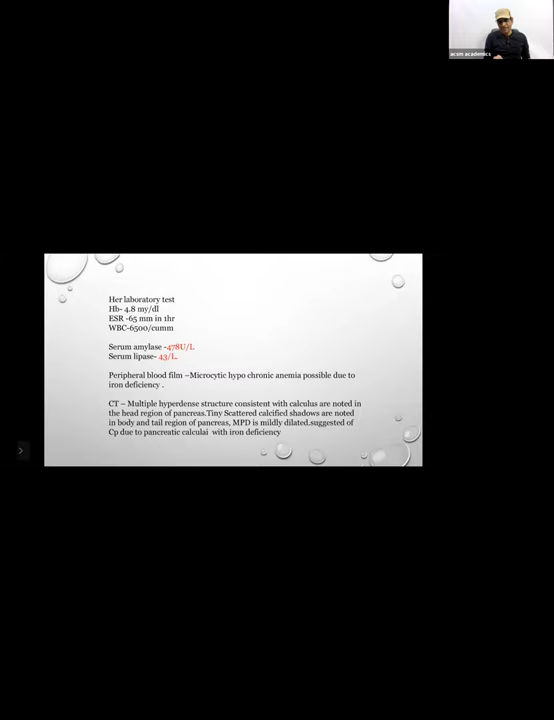 acsm academics
Her laboratory test
Hb- 4.8 my/dl
ESR -65 mm in 1hr
WBC-6500/cumm
Serum amylase -478U/L
Serum lipase- 43/L.
Peripheral blood film –Microcytic hypo chronic anemia possible due to
iron deficiency .
CT – Multiple hyperdense structure consistent with calculus are noted in
the head region of pancreas.Tiny Scattered calcified shadows are noted
in body and tail region of pancreas, MPD is mildly dilated.suggested of
Cp due to pancreatic calculai with iron deficiency